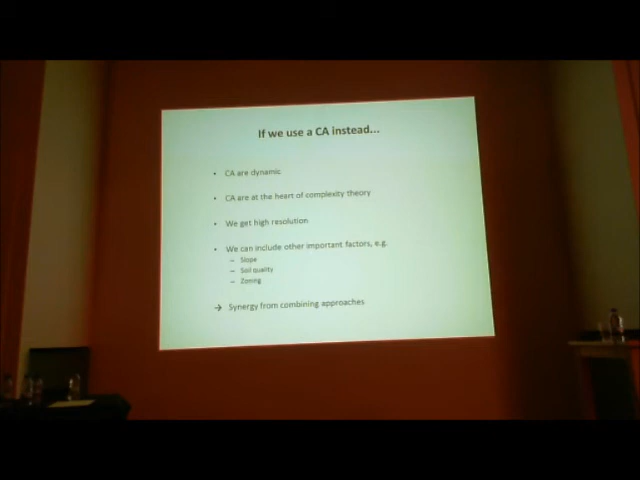 If we use a CA instead...
• CA are dynamic
• CA are at the heart of complexity theory
• We get high resolution
• We can include other important factors, e.g.
– Slope
– Soil quality
– Zoning
→ Synergy from combining approaches